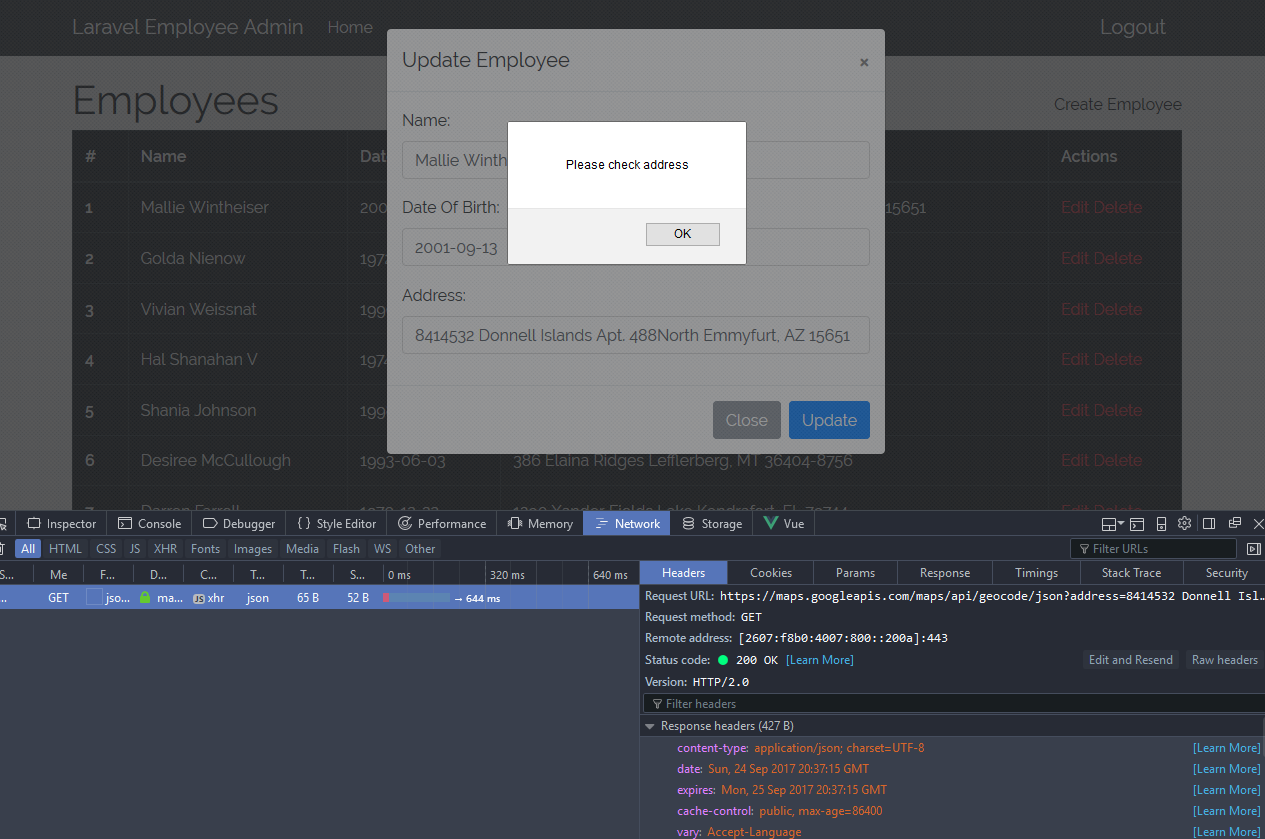 Laravel Employee Admin Home Logout
Update Employee ×
Employees
Create Employee
Name:
Please check address
# Name Dat Actions
Mallie Winth
OK
1 Mallie Wintheiser 200 15651 Edit Delete
Date Of Birth:
2001-09-13
2 Golda Nienow 1972 Edit Delete
Address:
3 Vivian Weissnat 199 Edit Delete
8414532 Donnell Islands Apt. 488North Emmyfurt, AZ 15651
4 Hal Shanahan V 1974 Edit Delete
5 Shania Johnson 199 Edit Delete
Close Update
6 Desiree McCullough 1993-06-03 386 Elaina Ridges Lefflerberg, MT 36404-8756 Edit Delete
Inspector Console Debugger { } Style Editor Performance Memory Network Storage Vue
All HTML CSS JS XHR Fonts Images Media Flash WS Other Filter URLs
S... Me F... D... C... T... T... S... 0 ms 320 ms 640 ms Headers Cookies Params Response Timings Stack Trace Security
... GET jso... ma... JS xhr json 65 B 52 B → 644 ms
Request URL: https://maps.googleapis.com/maps/api/geocode/json?address=8414532 Donnell Isl...
Request method: GET
Remote address: [2607:f8b0:4007:800::200a]:443
Status code: 200 OK [Learn More] Edit and Resend Raw headers
Version: HTTP/2.0
Filter headers
Response headers (427 B)
content-type: application/json; charset=UTF-8 [Learn More]
date: Sun, 24 Sep 2017 20:37:15 GMT [Learn More]
expires: Mon, 25 Sep 2017 20:37:15 GMT [Learn More]
cache-control: public, max-age=86400 [Learn More]
vary: Accept-Language [Learn More]